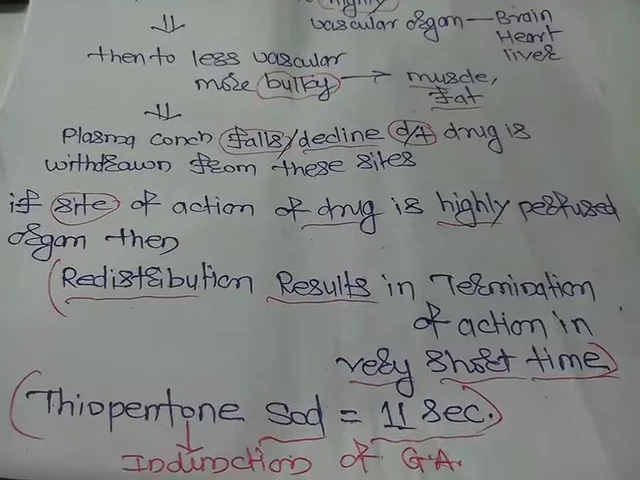 highly
vascular organ — Brain
Heart
liver
then to less vascular
more bulky → muscle,
fat
Plasma concn falls/decline d/t drug is
withdrawn from these sites
if site of action of drug is highly perfused
organ then
Redistribution Results in Termination
of action in
very short time
Thiopentone Sod = 11 Sec.
Indunction of G.A.